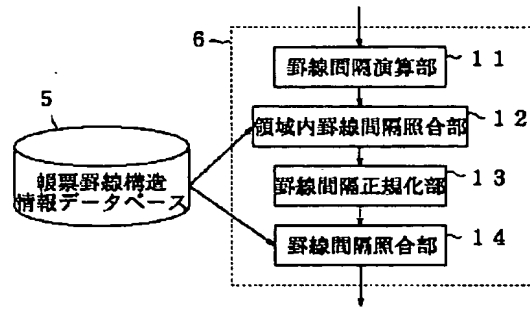 6
罫線間隔演算部
11
5
領域内罫線間隔照合部
12
帳票罫線構造
情報データベース
罫線間隔正規化部
13
罫線間隔照合部
14